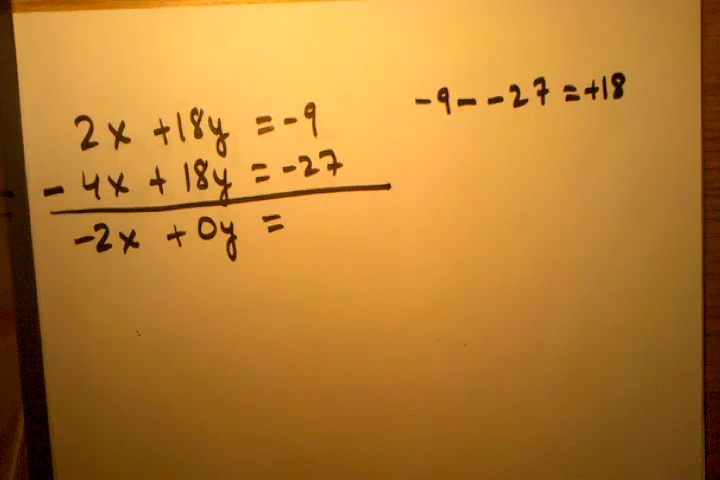 2x +18y = -9
- 4x + 18y = -27
-2x + 0y =
-9 - -27 = +18